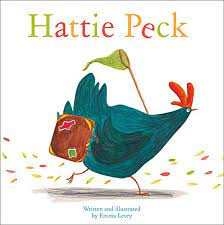 Hattie Peck
Written and illustrated
by Emma Levey